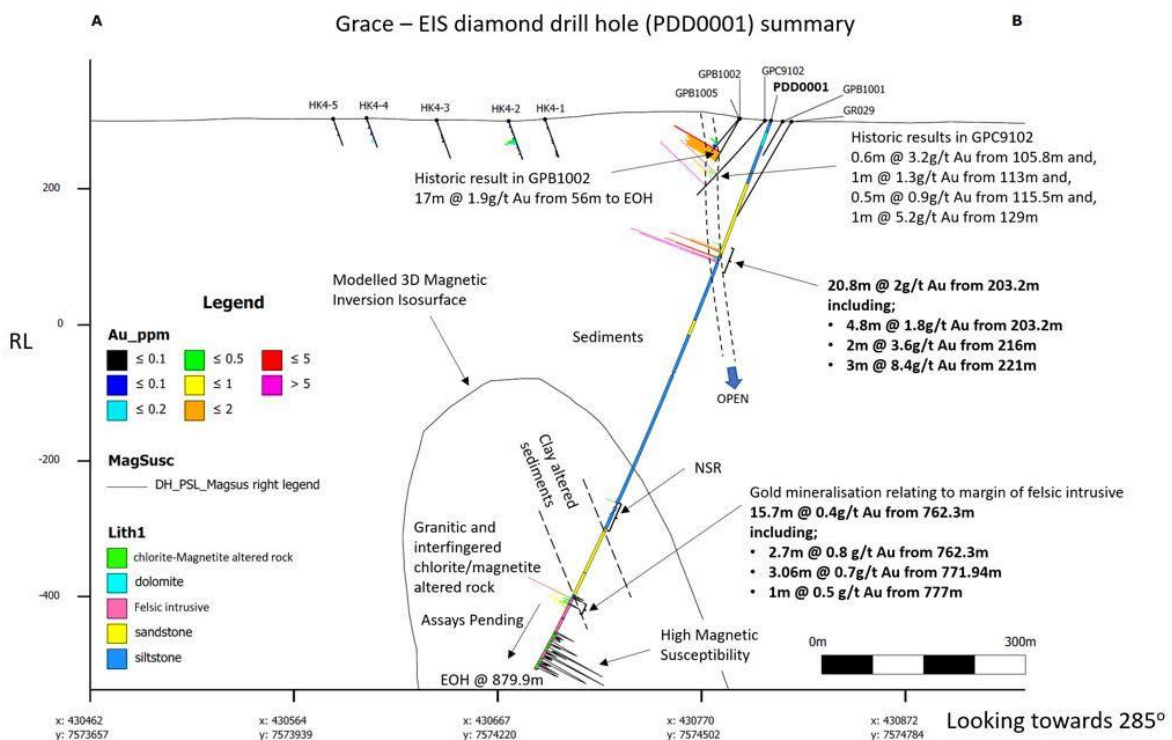 A
Grace – EIS diamond drill hole (PDD0001) summary
B
GPB1002
GPC9102
GPB1005
PDD0001
GPB1001
GR029
HK4-5
HK4-4
HK4-3
HK4-2
HK4-1
Historic results in GPC9102
0.6m @ 3.2g/t Au from 105.8m and,
1m @ 1.3g/t Au from 113m and,
0.5m @ 0.9g/t Au from 115.5m and,
1m @ 5.2g/t Au from 129m
Historic result in GPB1002
17m @ 1.9g/t Au from 56m to EOH
200
0
-200
-400
RL
Modelled 3D Magnetic
Inversion Isosurface
Sediments
20.8m @ 2g/t Au from 203.2m
including;
• 4.8m @ 1.8g/t Au from 203.2m
• 2m @ 3.6g/t Au from 216m
• 3m @ 8.4g/t Au from 221m
OPEN
Legend
Au_ppm
≤ 0.1
≤ 0.5
≤ 5
≤ 0.1
≤ 1
> 5
≤ 0.2
≤ 2
MagSusc
DH_PSL_Magsus right legend
Lith1
chlorite-Magnetite altered rock
dolomite
Felsic intrusive
sandstone
siltstone
Clay altered
sediments
NSR
Granitic and
interfingered
chlorite/magnetite
altered rock
Assays Pending
Gold mineralisation relating to margin of felsic intrusive
15.7m @ 0.4g/t Au from 762.3m
including;
• 2.7m @ 0.8 g/t Au from 762.3m
• 3.06m @ 0.7g/t Au from 771.94m
• 1m @ 0.5 g/t Au from 777m
High Magnetic
Susceptibility
EOH @ 879.9m
0m
300m
x: 430462
y: 7573657
x: 430564
y: 7573939
x: 430667
y: 7574220
x: 430770
y: 7574502
x: 430872
y: 7574784
Looking towards 285°